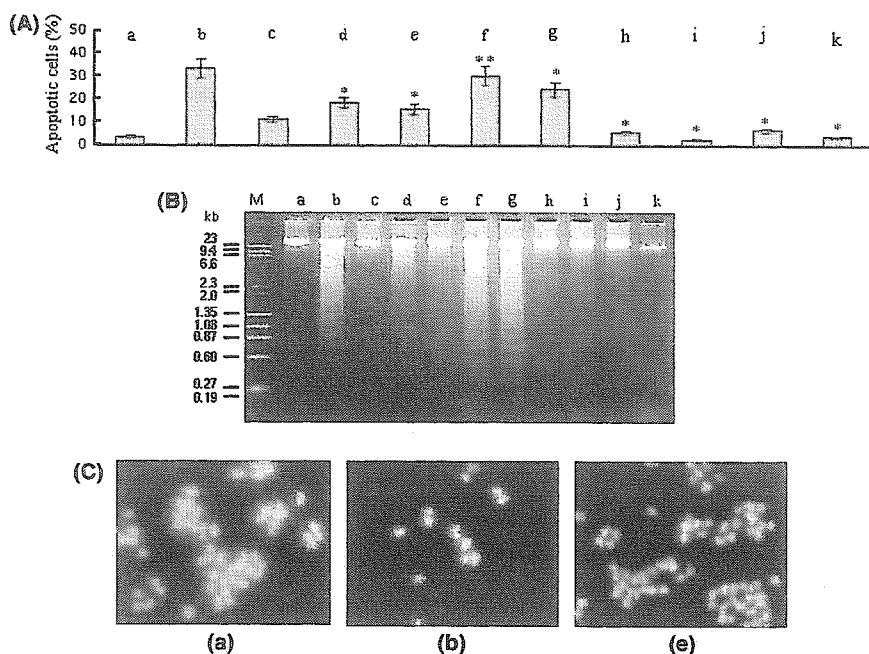 (A)
Apoptotic cells (%)
50
40
30
20
10
0
a b c d e f g h i j k
* * ** * * * * *
(B)
kb
M a b c d e f g h i j k
23
9.4
6.6
2.3
2.0
1.35
1.08
0.87
0.60
0.27
0.19
(C)
(a) (b) (e)